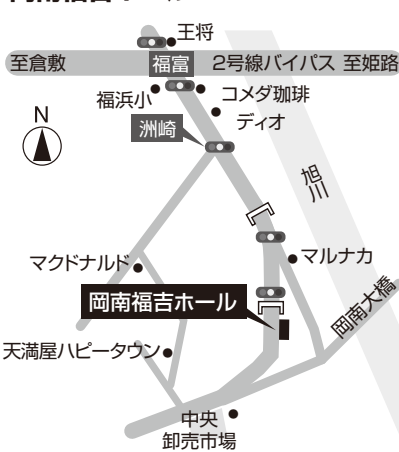 王将
至倉敷 福富 2号線バイパス 至姫路
福浜小 コメダ珈琲
ディオ
洲崎
N
旭川
マクドナルド
マルナカ
岡南福吉ホール
岡南大橋
天満屋ハピータウン
中央
卸売市場